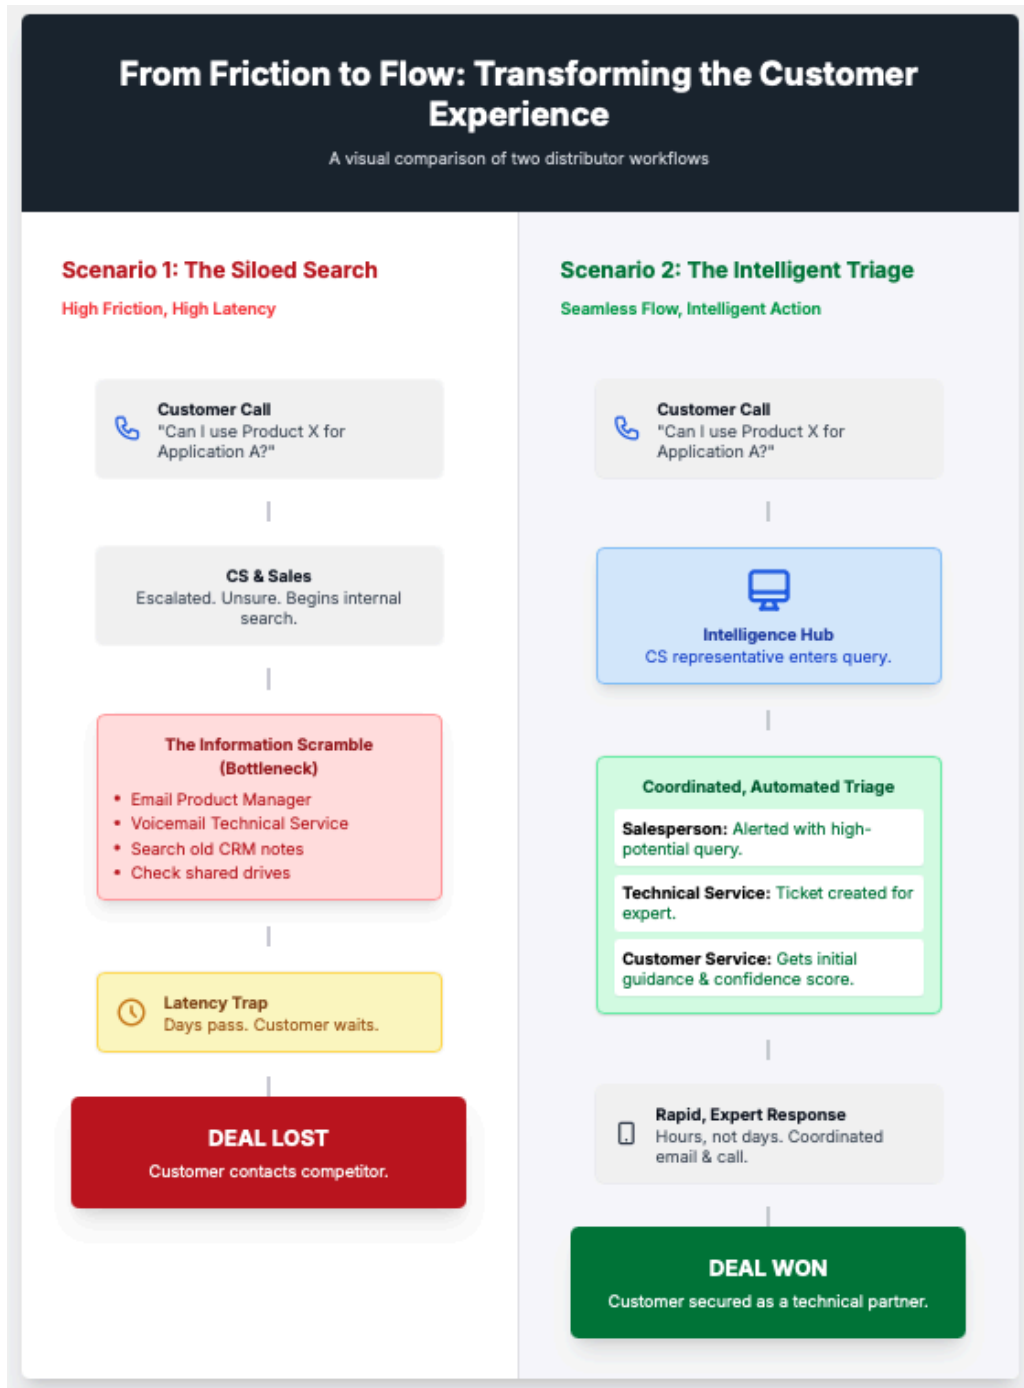 From Friction to Flow: Transforming the Customer
Experience
A visual comparison of two distributor workflows
Scenario 1: The Siloed Search
High Friction, High Latency
Customer Call
"Can I use Product X for
Application A?"
CS & Sales
Escalated. Unsure. Begins internal
search.
The Information Scramble
(Bottleneck)
• Email Product Manager
• Voicemail Technical Service
• Search old CRM notes
• Check shared drives
Latency Trap
Days pass. Customer waits.
DEAL LOST
Customer contacts competitor.
Scenario 2: The Intelligent Triage
Seamless Flow, Intelligent Action
Customer Call
"Can I use Product X for
Application A?"
Intelligence Hub
CS representative enters query.
Coordinated, Automated Triage
Salesperson: Alerted with high-
potential query.
Technical Service: Ticket created for
expert.
Customer Service: Gets initial
guidance & confidence score.
Rapid, Expert Response
Hours, not days. Coordinated
email & call.
DEAL WON
Customer secured as a technical partner.